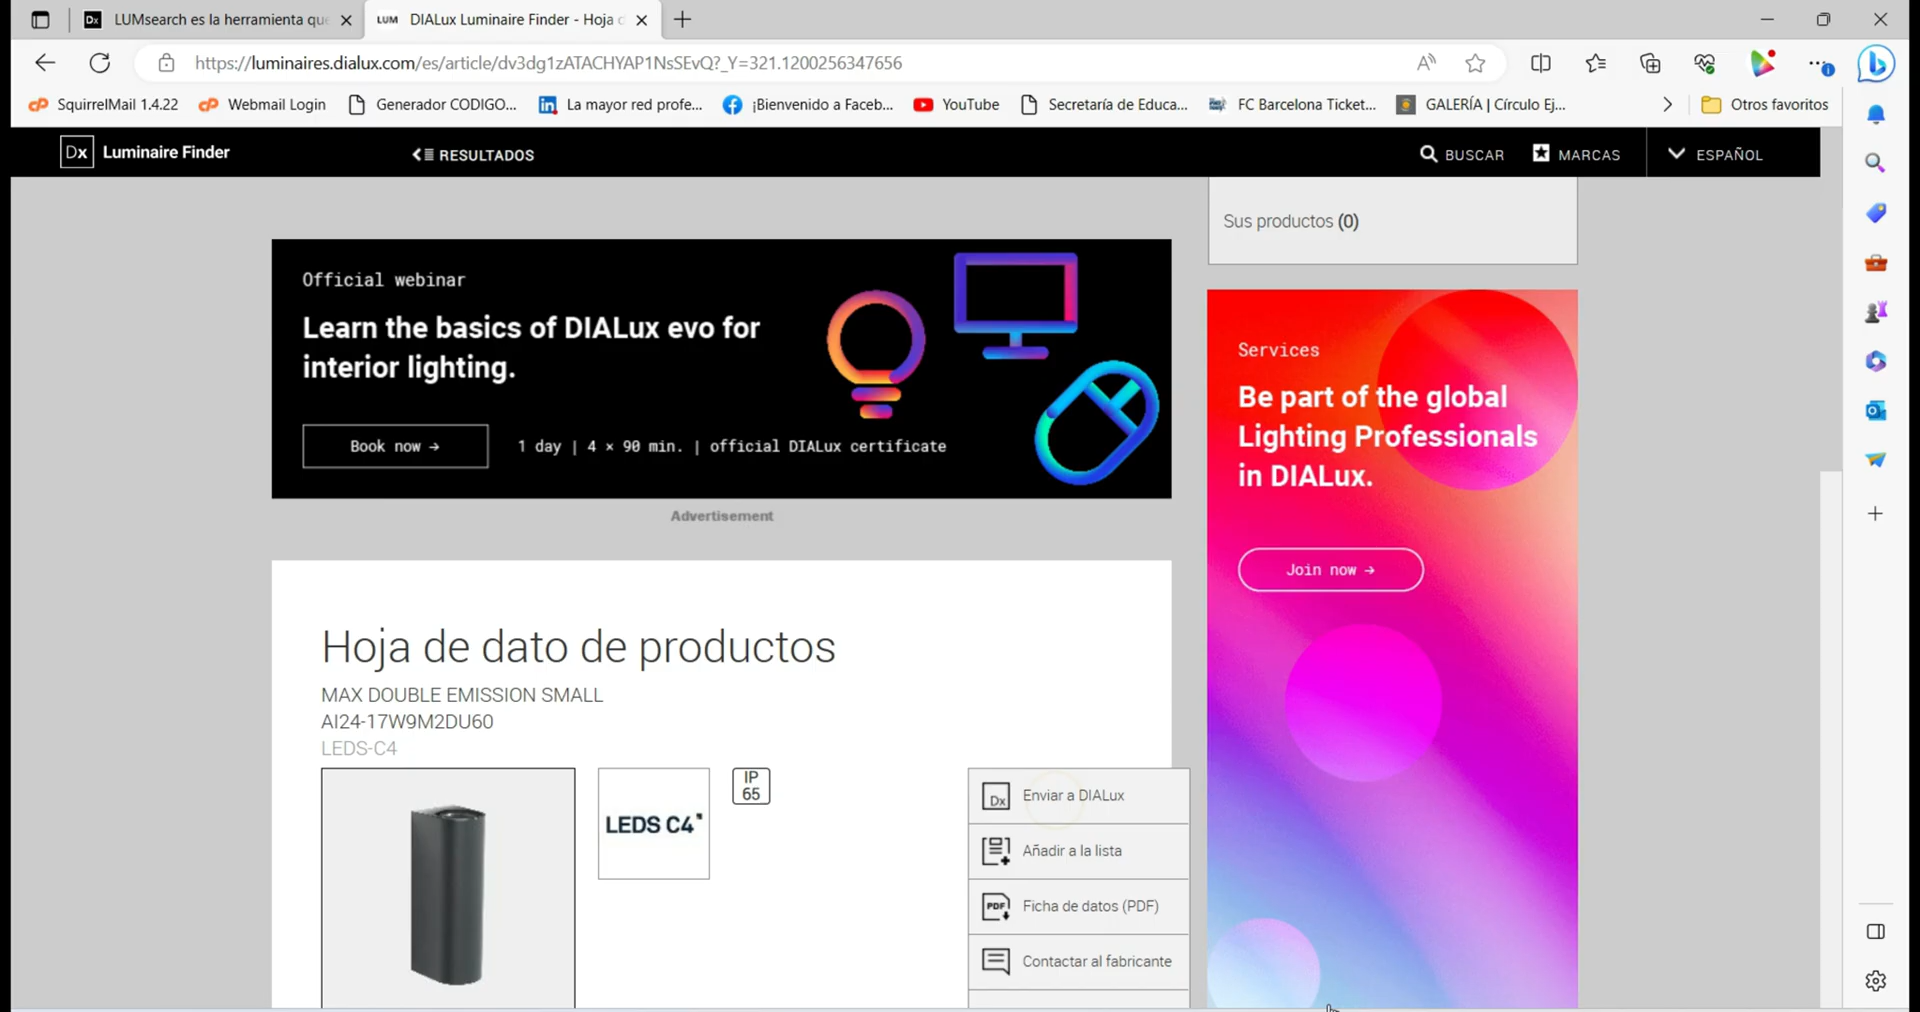 LUMsearch es la herramienta que
LUM DIALux Luminaire Finder - Hoja d
https://luminaires.dialux.com/es/article/dv3dg1zATACHYAP1NsSEvQ?_Y=321.1200256347656
SquirrelMail 1.4.22
Webmail Login
Generador CODIGO...
La mayor red profe...
¡Bienvenido a Faceb...
YouTube
Secretaría de Educa...
FC Barcelona Ticket...
GALERÍA | Círculo Ej...
Otros favoritos
Dx Luminaire Finder
RESULTADOS
BUSCAR
MARCAS
ESPAÑOL
Sus productos (0)
Official webinar
Learn the basics of DIALux evo for
interior lighting.
Book now →
1 day | 4 × 90 min. | official DIALux certificate
Advertisement
Services
Be part of the global
Lighting Professionals
in DIALux.
Join now →
Hoja de dato de productos
MAX DOUBLE EMISSION SMALL
AI24-17W9M2DU60
LEDS-C4
LEDS C4
IP
65
Dx Enviar a DIALux
Añadir a la lista
PDF Ficha de datos (PDF)
Contactar al fabricante